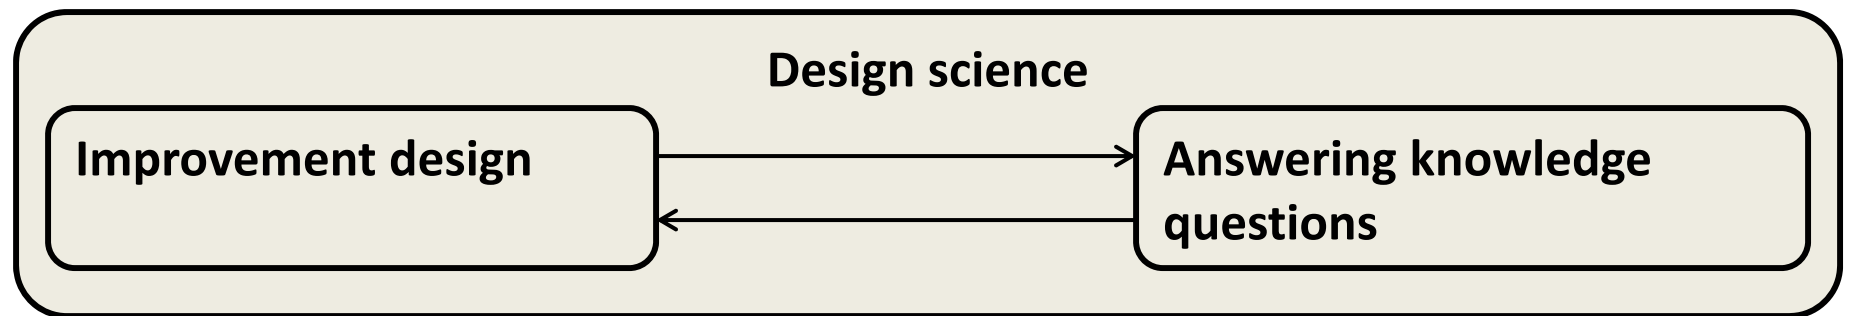 Design science
Improvement design
Answering knowledge
questions